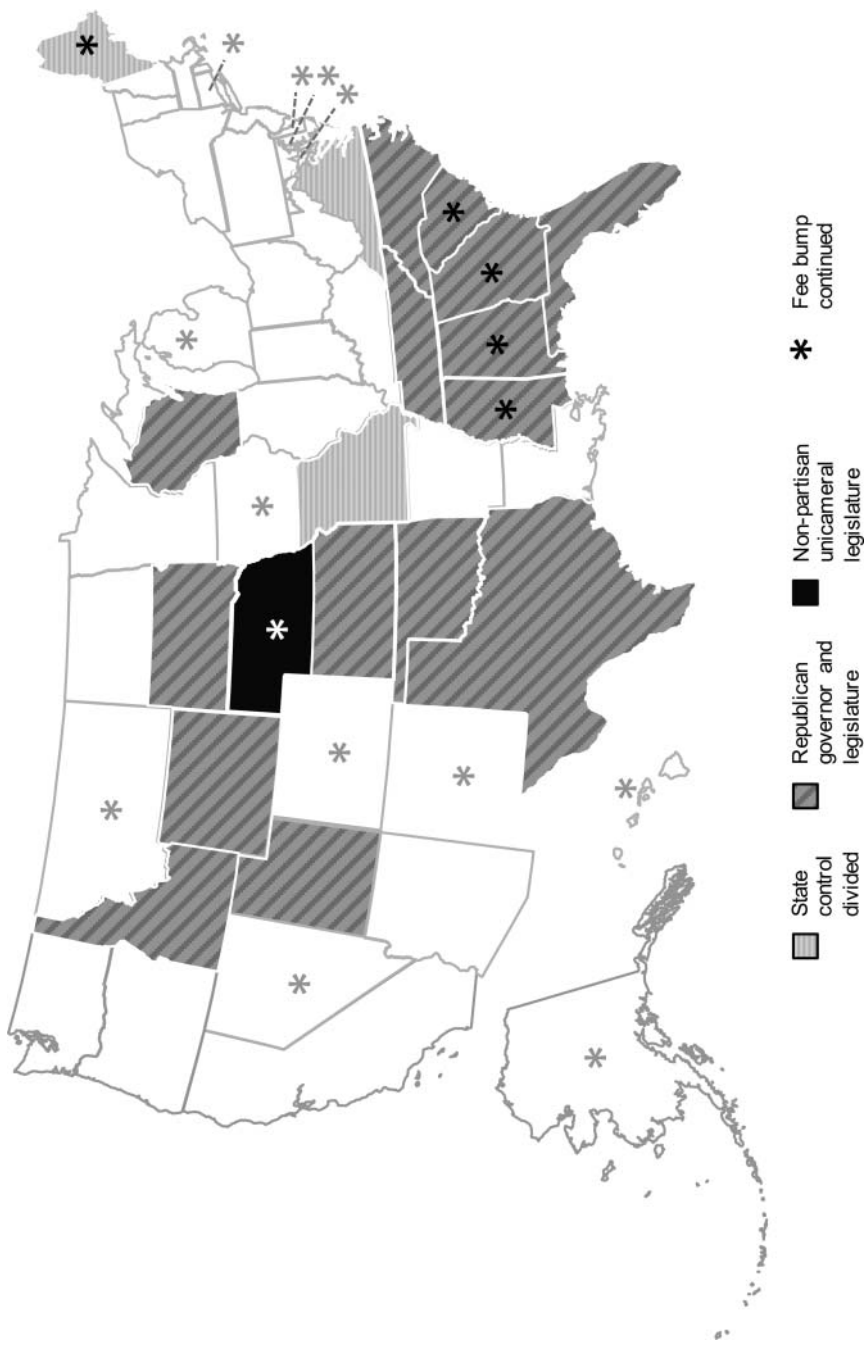 State
control
divided
Republican
governor and
legislature
Non-partisan
unicameral
legislature
Fee bump
continued